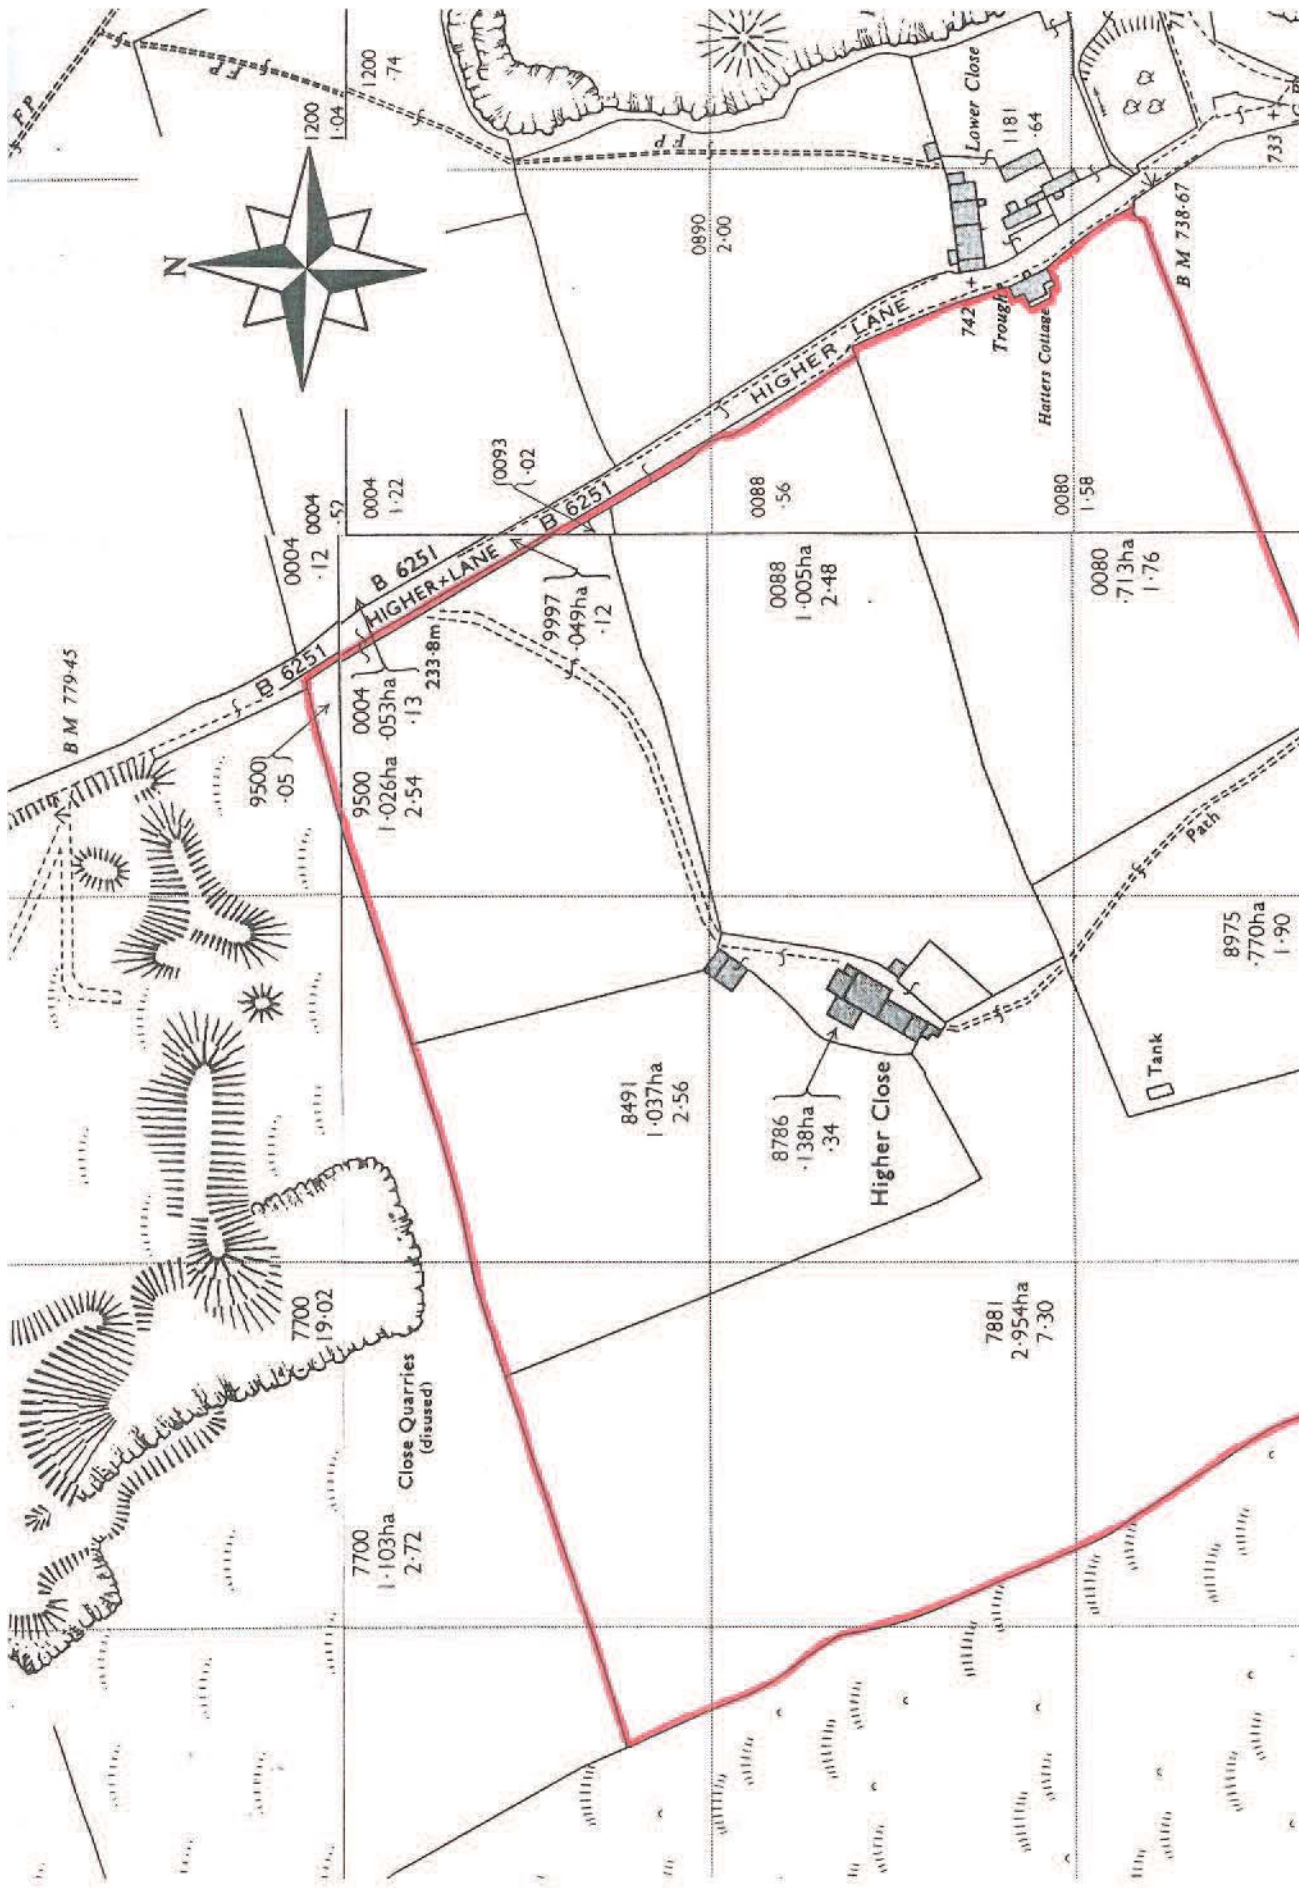 F P
F P
1200
1·04
1200
·74
N
B M 779·45
B 6251
9500
·05
0004
·12
0004
·52
0004
1·22
HIGHER LANE
B 6251
B 6251
0093
·02
9500
1·026ha
2·54
0004
·053ha
·13
233·8m
9997
·049ha
·12
F P
0890
2·00
HIGHER LANE
Lower Close
1181
·64
742
Trough
Hatters Cottage
B M 738·67
733
0088
·56
0088
1·005ha
2·48
0080
1·58
0080
·713ha
1·76
7700
19·02
Close Quarries
(disused)
7700
1·103ha
2·72
8491
1·037ha
2·56
8786
·138ha
·34
Higher Close
Path
8975
·770ha
1·90
Tank
7881
2·954ha
7·30